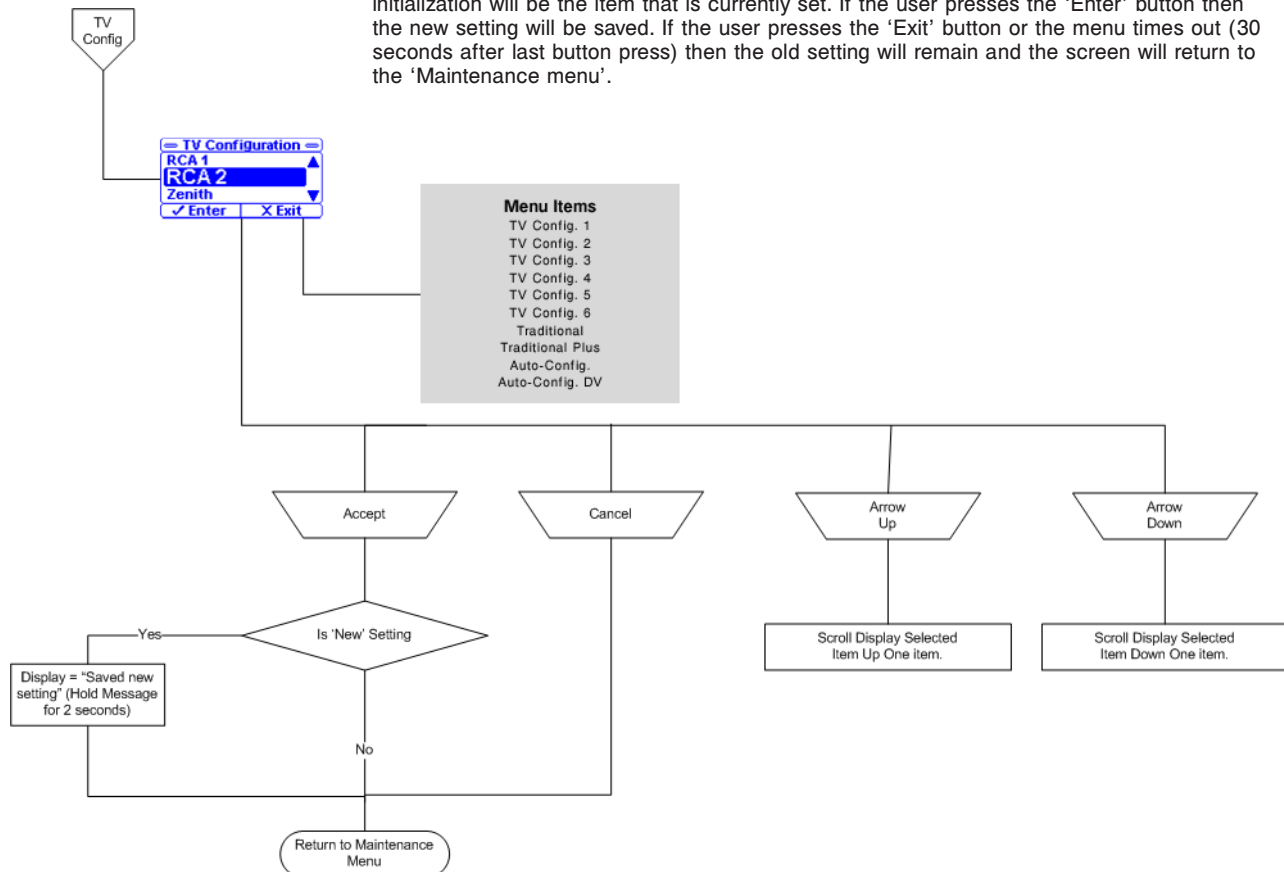 initialization will be the item that is currently set. If the user presses the ‘Enter’ button then
the new setting will be saved. If the user presses the ‘Exit’ button or the menu times out (30
seconds after last button press) then the old setting will remain and the screen will return to
the ‘Maintenance menu’.
TV
Config
TV Configuration
RCA 1
RCA 2
Zenith
✓ Enter
X Exit
Menu Items
TV Config. 1
TV Config. 2
TV Config. 3
TV Config. 4
TV Config. 5
TV Config. 6
Traditional
Traditional Plus
Auto-Config.
Auto-Config. DV
Accept
Cancel
Arrow
Up
Arrow
Down
Is ‘New’ Setting
Yes
No
Display = “Saved new
setting” (Hold Message
for 2 seconds)
Scroll Display Selected
Item Up One item.
Scroll Display Selected
Item Down One item.
Return to Maintenance
Menu